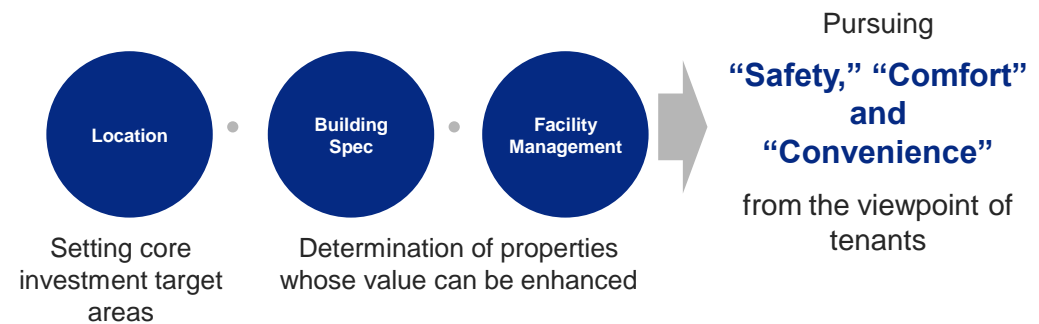 Location
Building
Spec
Facility
Management
Setting core
investment target
areas
Determination of properties
whose value can be enhanced
Pursuing
“Safety,” “Comfort”
and
“Convenience”
from the viewpoint of
tenants